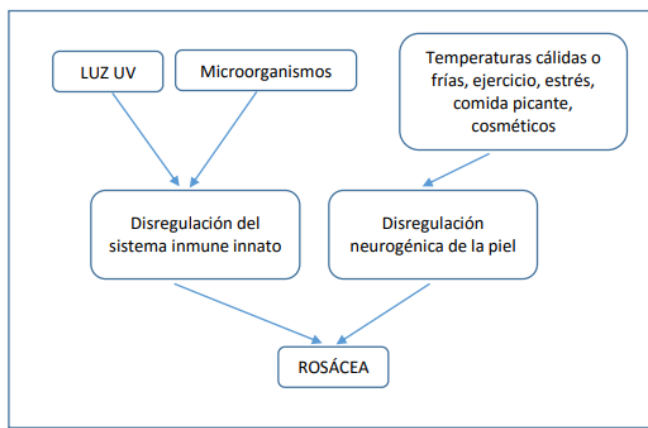 LUZ UV
Microorganismos
Temperaturas cálidas o
frías, ejercicio, estrés,
comida picante,
cosméticos
Disregulación del
sistema inmune innato
Disregulación
neurogénica de la piel
ROSÁCEA